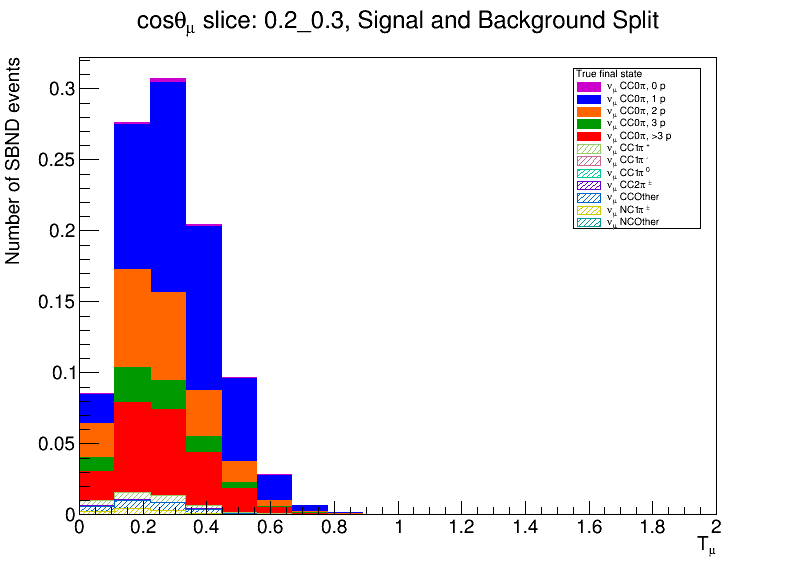 cosθμ slice: 0.2_0.3, Signal and Background Split
Number of SBND events
0.3
0.25
0.2
0.15
0.1
0.05
0
True final state
νμ CC0π, 0 p
νμ CC0π, 1 p
νμ CC0π, 2 p
νμ CC0π, 3 p
νμ CC0π, >3 p
νμ CC1π⁺
νμ CC1π⁻
νμ CC1π⁰
νμ CC2π±
νμ CCOther
νμ NC1π±
νμ NCOther
0 0.2 0.4 0.6 0.8 1 1.2 1.4 1.6 1.8 2
Tμ